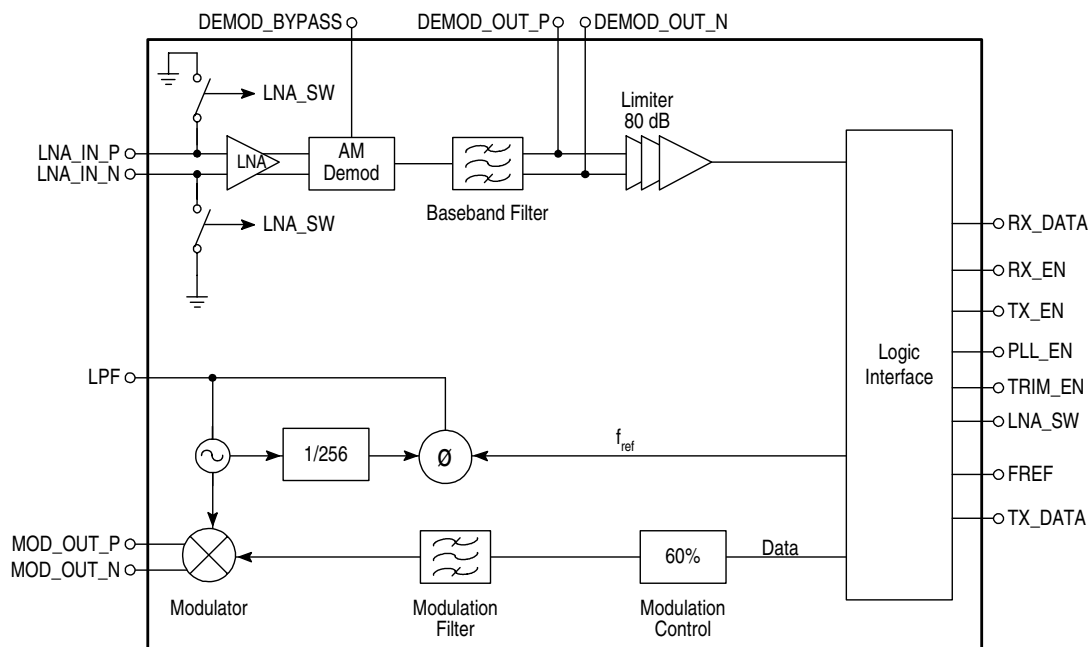 DEMOD_BYPASS
DEMOD_OUT_P
DEMOD_OUT_N
LNA_SW
Limiter
80 dB
LNA_IN_P
LNA_IN_N
LNA
AM
Demod
Baseband Filter
LNA_SW
RX_DATA
RX_EN
TX_EN
PLL_EN
TRIM_EN
LNA_SW
FREF
TX_DATA
Logic
Interface
LPF
1/256
Ø
fref
MOD_OUT_P
MOD_OUT_N
60%
Data
Modulator
Modulation
Filter
Modulation
Control